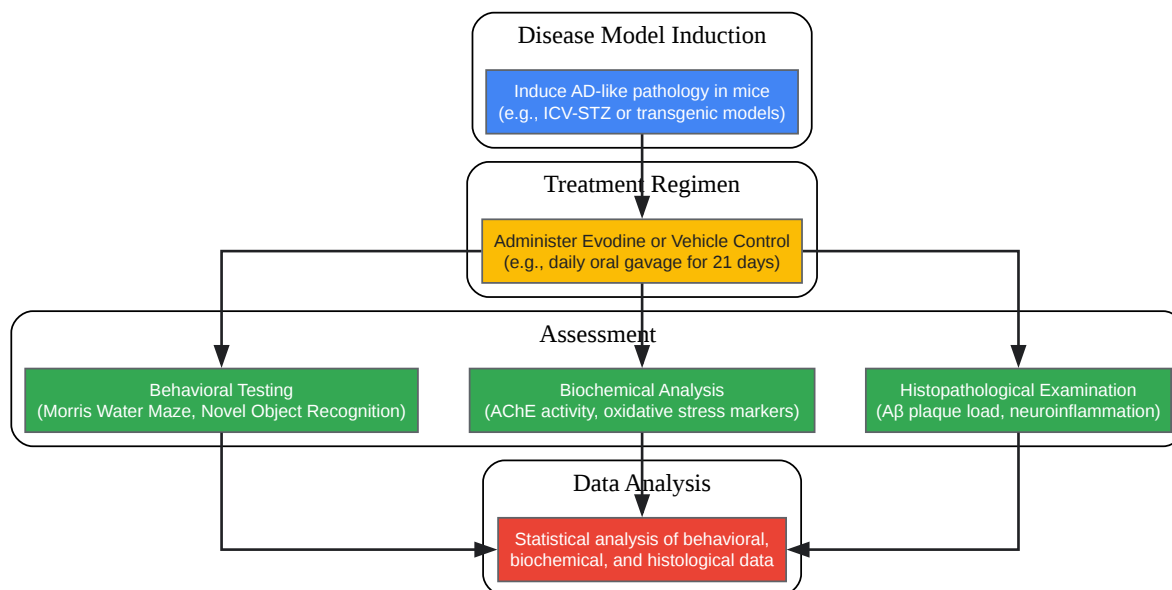 Disease Model Induction
Induce AD-like pathology in mice
(e.g., ICV-STZ or transgenic models)
Treatment Regimen
Administer Evodine or Vehicle Control
(e.g., daily oral gavage for 21 days)
Assessment
Behavioral Testing
(Morris Water Maze, Novel Object Recognition)
Biochemical Analysis
(AChE activity, oxidative stress markers)
Histopathological Examination
(Aβ plaque load, neuroinflammation)
Data Analysis
Statistical analysis of behavioral,
biochemical, and histological data